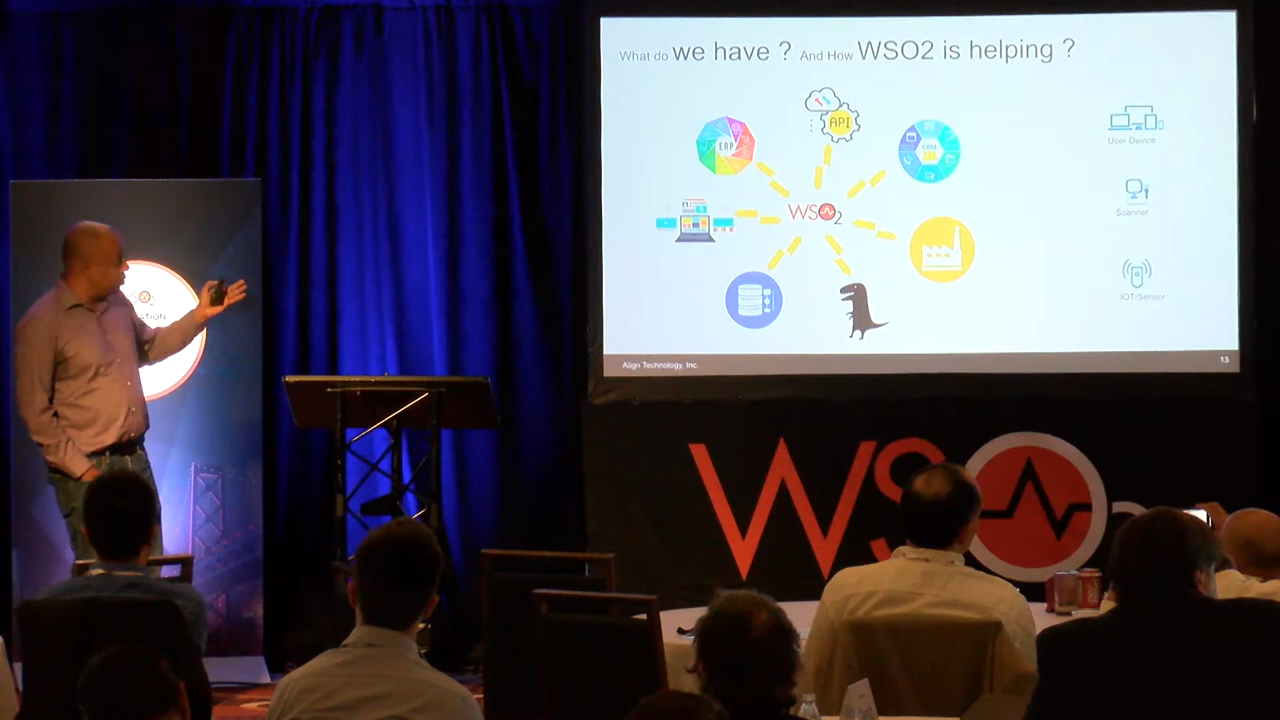 What do we have ? And How WSO2 is helping ?
API
ERP
CRM
User Device
WSO2
Scanner
IOT/Sensor
Align Technology, Inc.
13
WSO2